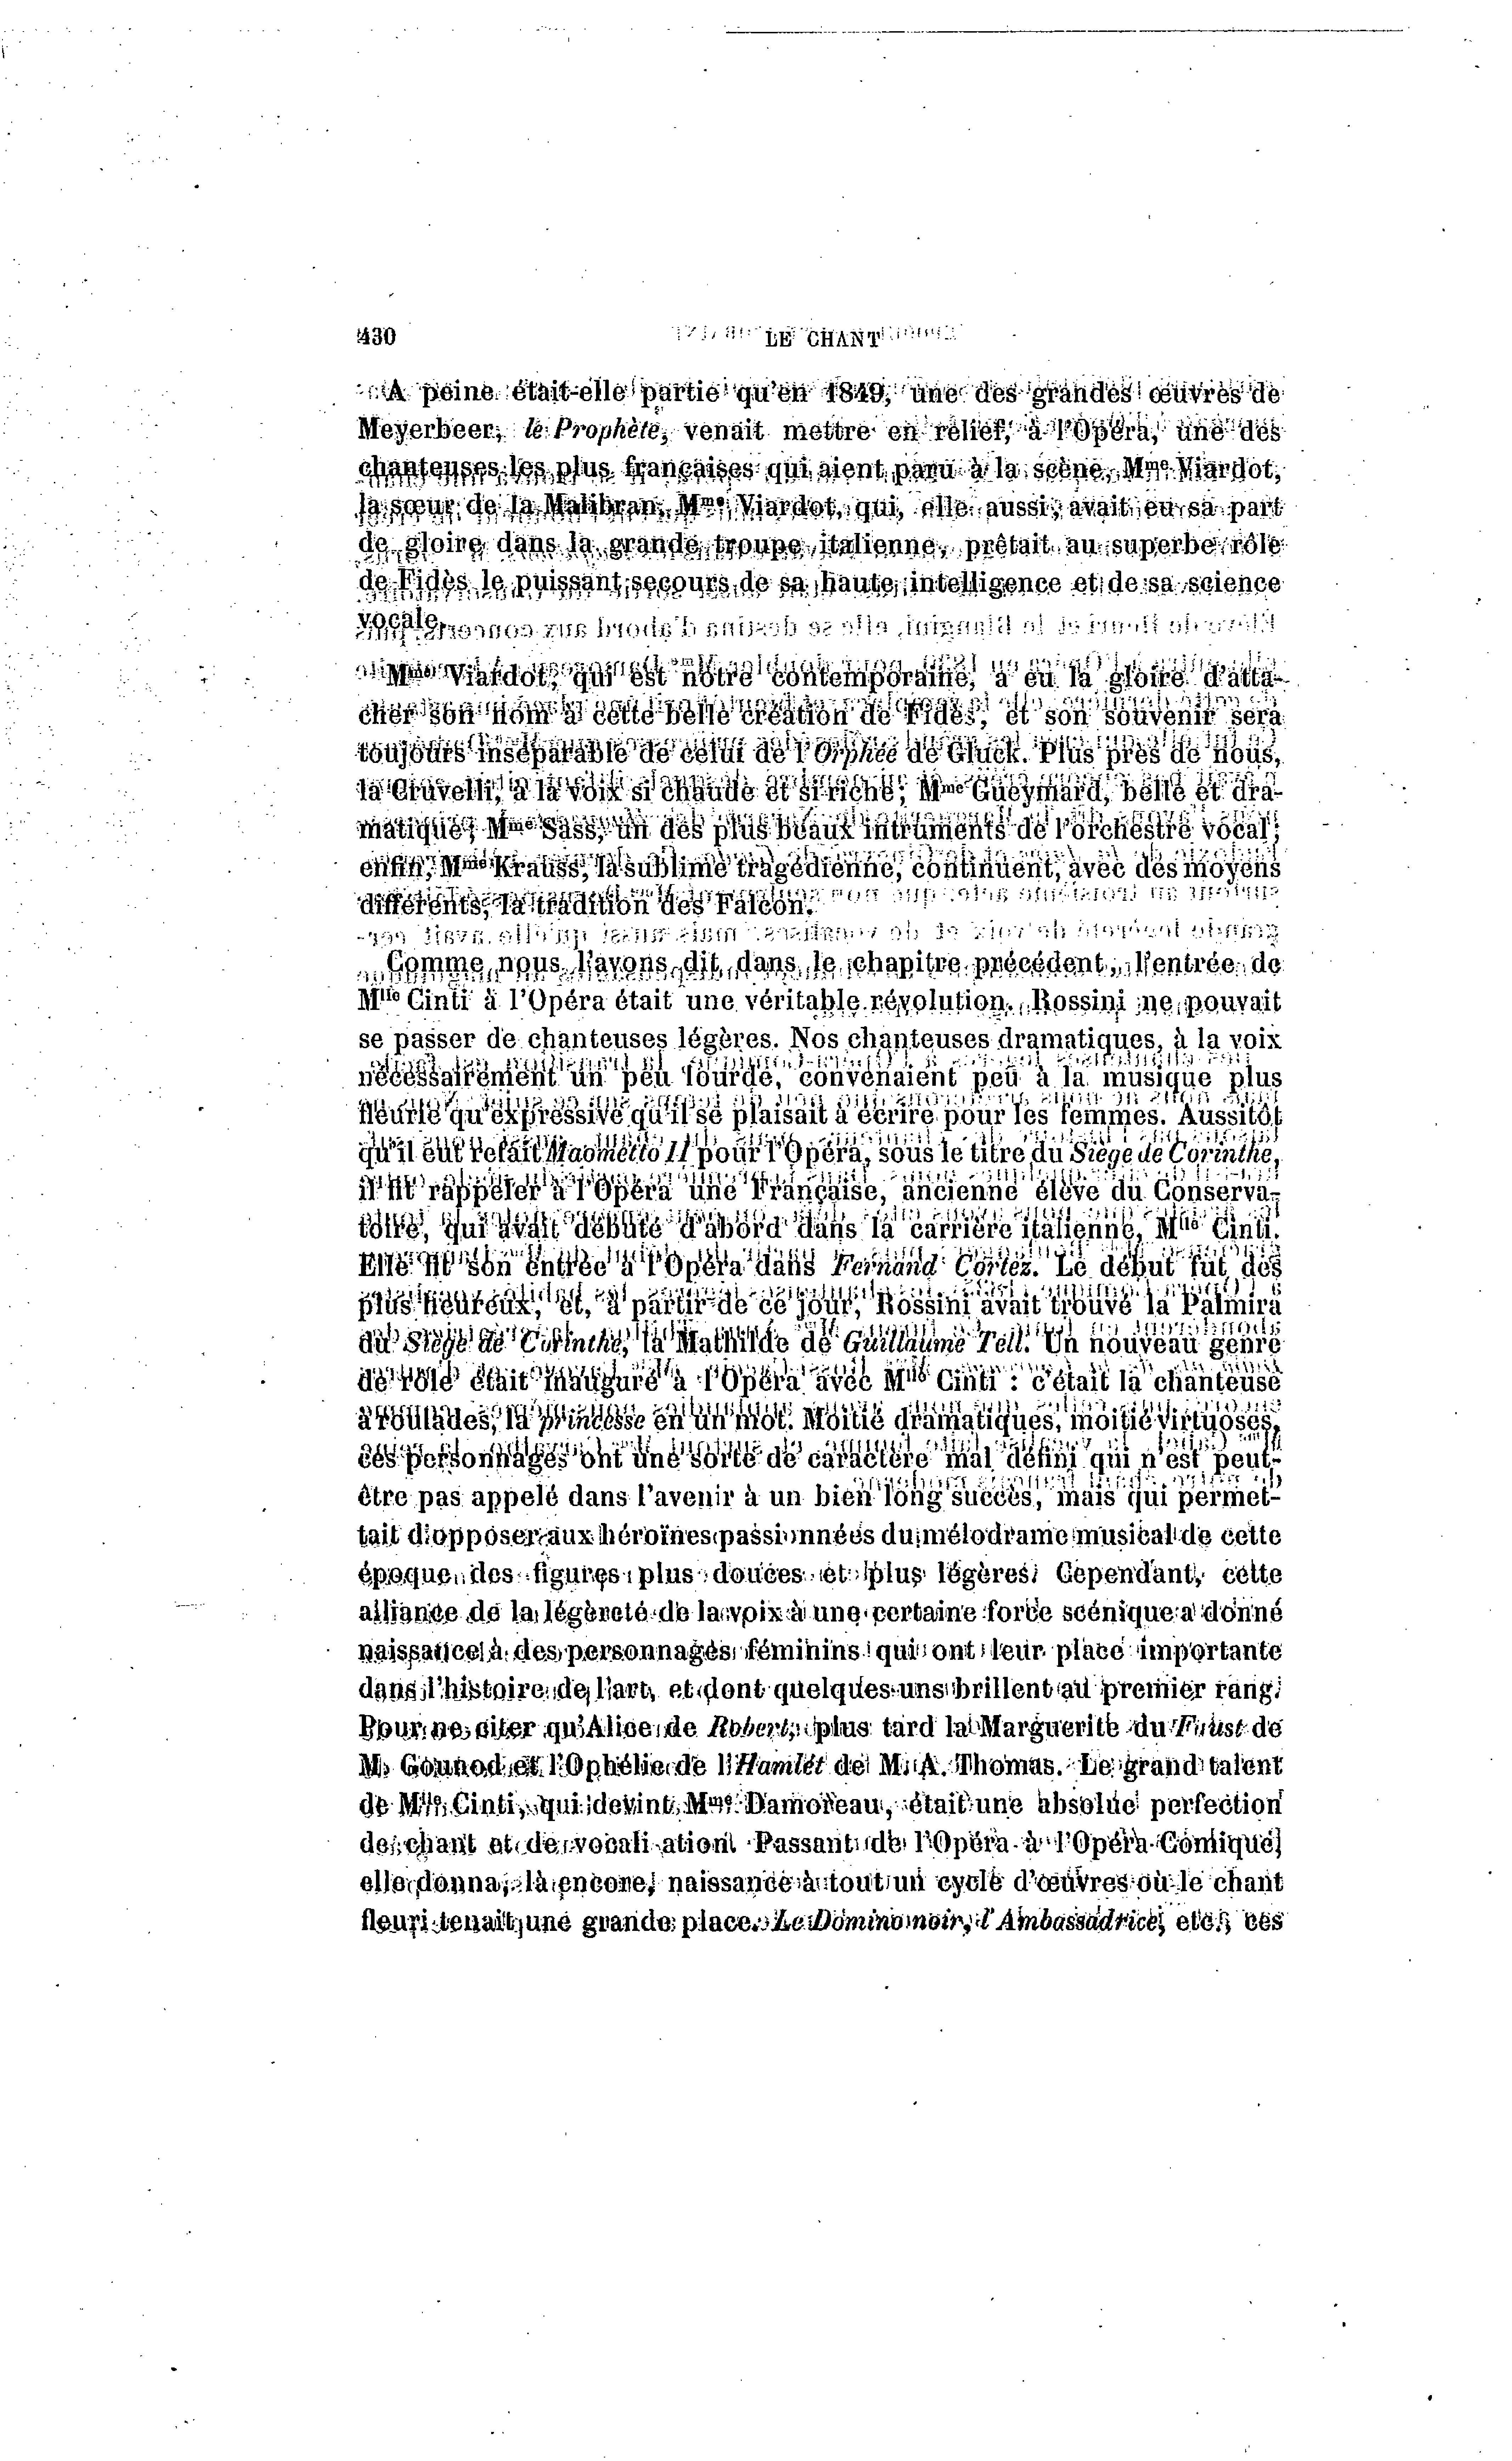 430
LE CHANT
A peine était-elle partie qu'en 1849, une des grandes œuvres de
Meyerbeer, le Prophète, venait mettre en relief, à l'Opéra, une des
chanteuses les plus françaises qui aient paru à la scène, Mme Viardot,
la sœur de la Malibran. Mme Viardot, qui, elle aussi, avait eu sa part
de gloire dans la grande troupe italienne, prêtait au superbe rôle
de Fidès le puissant secours de sa haute intelligence et de sa science
vocale.
Mme Viardot, qui est notre contemporaine, a eu la gloire d'atta-
cher son nom à cette belle création de Fidès, et son souvenir sera
toujours inséparable de celui de l'Orphée de Gluck. Plus près de nous,
la Cruvelli, à la voix si chaude et si riche; Mme Gueymard, belle et dra-
matique; Mme Sass, un des plus beaux intruments de l'orchestre vocal;
enfin, Mme Krauss, la sublime tragédienne, continuent, avec des moyens
différents, la tradition des Falcon.
Comme nous l'avons dit dans le chapitre précédent, l'entrée de
Mlle Cinti à l'Opéra était une véritable révolution. Rossini ne pouvait
se passer de chanteuses légères. Nos chanteuses dramatiques, à la voix
nécessairement un peu lourde, convenaient peu à la musique plus
fleurie qu'expressive qu'il se plaisait à écrire pour les femmes. Aussitôt
qu'il eut refait Maometto II pour l'Opéra, sous le titre du Siège de Corinthe,
il fit rappeler à l'Opéra une Française, ancienne élève du Conserva-
toire, qui avait débuté d'abord dans la carrière italienne, Mlle Cinti.
Elle fit son entrée à l'Opéra dans Fernand Cortez. Le début fut des
plus heureux, et, à partir de ce jour, Rossini avait trouvé la Palmira
du Siège de Corinthe, la Mathilde de Guillaume Tell. Un nouveau genre
de rôle était inauguré à l'Opéra avec Mlle Cinti : c'était la chanteuse
à roulades, la princesse en un mot. Moitié dramatiques, moitié virtuoses,
ces personnages ont une sorte de caractère mal défini qui n'est peut-
être pas appelé dans l'avenir à un bien long succès, mais qui permet-
tait d'opposer aux héroïnes passionnées du mélodrame musical de cette
époque des figures plus douces et plus légères. Cependant, cette
alliance de la légèreté de la voix à une certaine force scénique a donné
naissance à des personnages féminins qui ont leur place importante
dans l'histoire de l'art, et dont quelques-uns brillent au premier rang.
Pour ne citer qu'Alice de Robert, plus tard la Marguerite du Faust de
M. Gounod et l'Ophélie de l'Hamlet de M. A. Thomas. Le grand talent
de Mlle Cinti, qui devint Mme Damoreau, était une absolue perfection
de chant et de vocalisation. Passant de l'Opéra à l'Opéra-Comique,
elle donna, là encore, naissance à tout un cycle d'œuvres où le chant
fleuri tenait une grande place. Le Domino noir, l'Ambassadrice, etc., ces